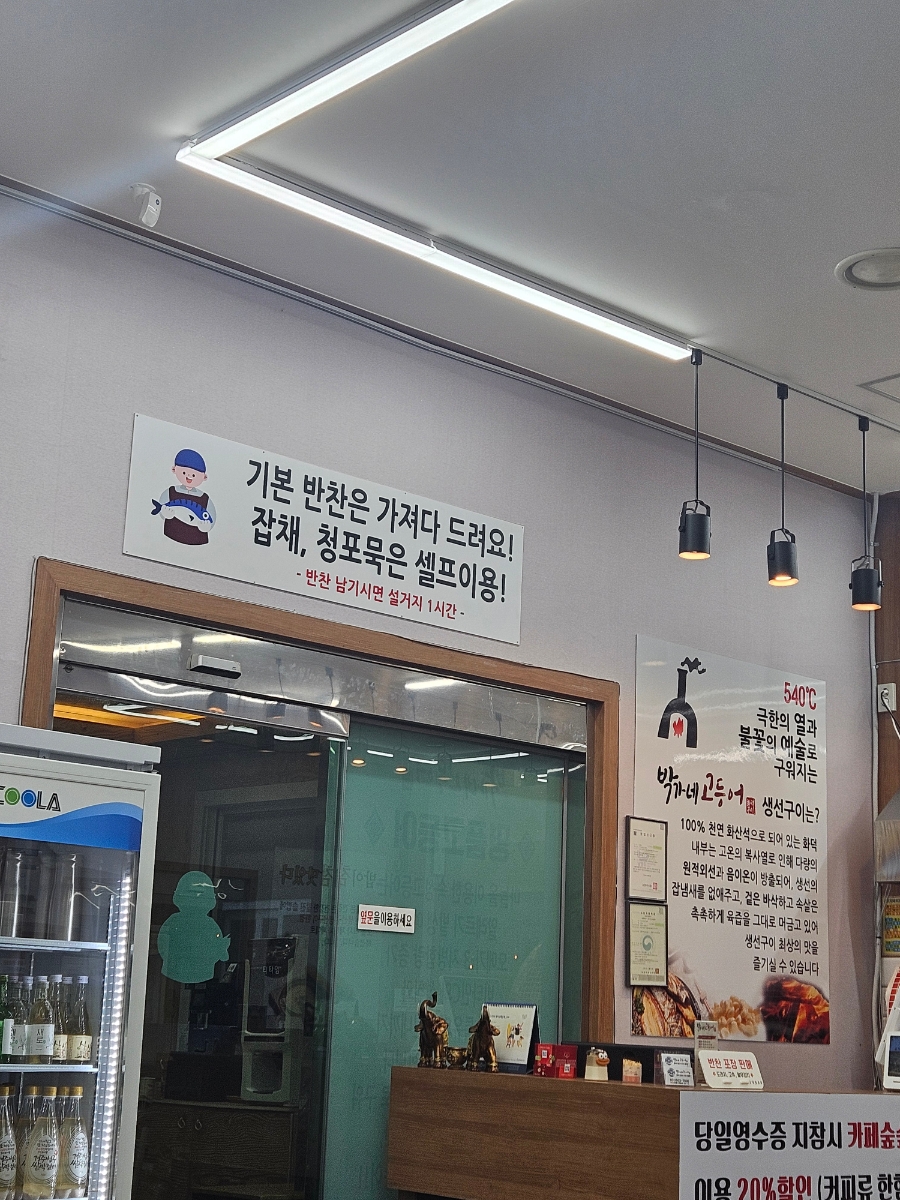 기본 반찬은 가져다 드려요!
잡채, 청포묵은 셀프이용!
- 반찬 남기시면 설거지 1시간 -
540℃
극한의 열과
불꽃의 예술로
구워지는
박가네 고등어 생선구이는?
100% 천연 화산석으로 되어 있는 화덕
내부는 고온의 복사열로 인해 다량의
원적외선과 음이온이 방출되어, 생선의
잡냄새를 없애주고, 겉은 바삭하고 속살은
촉촉하게 육즙을 그대로 머금고 있어
생선구이 최상의 맛을
즐기실 수 있습니다
COOLA
옆문을이용하세요
반찬 포장 판매
당일영수증 지참시 카페숲
이용 20%할인 (커피류 한